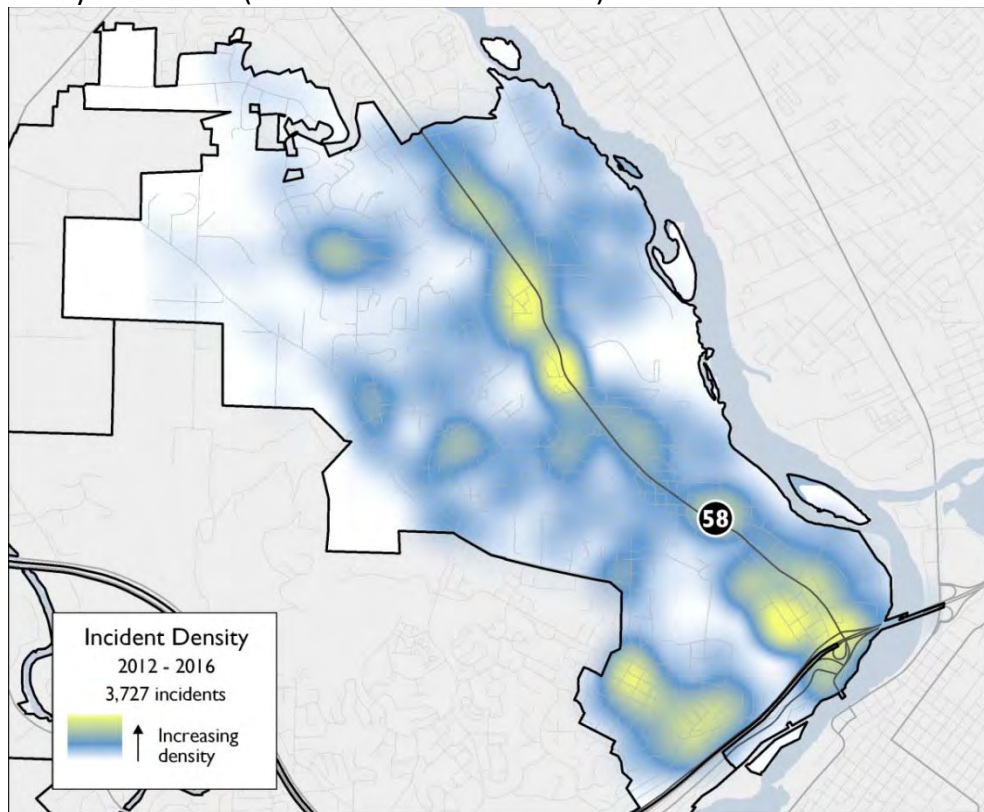 58
Incident Density
2012 - 2016
3,727 incidents
Increasing
density